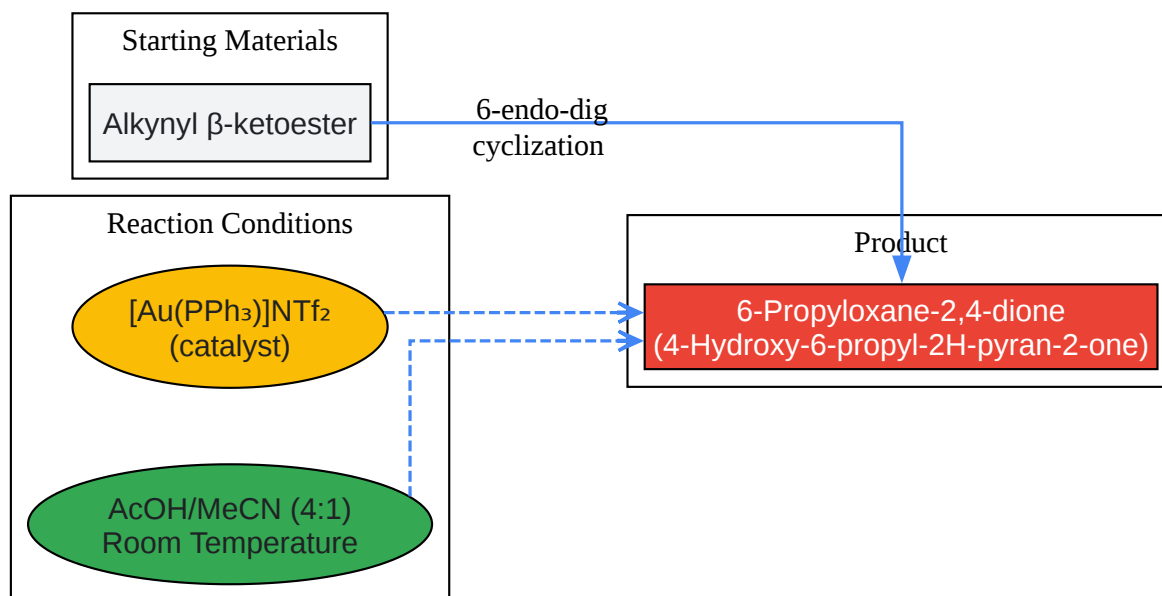 Starting Materials
Alkynyl β-ketoester
6-endo-dig
cyclization
Reaction Conditions
[Au(PPh₃)]NTf₂
(catalyst)
AcOH/MeCN (4:1)
Room Temperature
Product
6-Propyloxane-2,4-dione
(4-Hydroxy-6-propyl-2H-pyran-2-one)